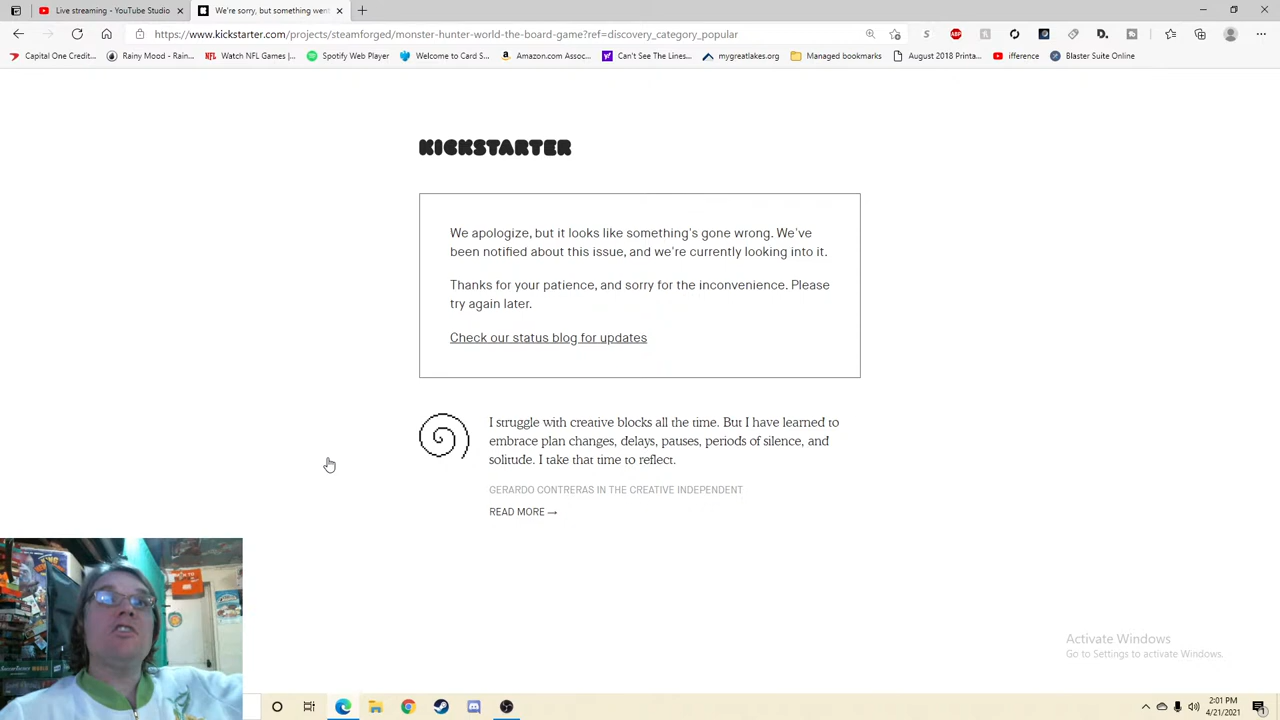 Live streaming - YouTube Studio
We're sorry, but something went
https://www.kickstarter.com/projects/steamforged/monster-hunter-world-the-board-game?ref=discovery_category_popular
Capital One Credit...
Rainy Mood - Rain...
Watch NFL Games |...
Spotify Web Player
Welcome to Card S...
Amazon.com Assoc...
Can't See The Lines...
mygreatlakes.org
Managed bookmarks
August 2018 Printa...
ifference
Blaster Suite Online
KICKSTARTER
We apologize, but it looks like something's gone wrong. We've
been notified about this issue, and we're currently looking into it.
Thanks for your patience, and sorry for the inconvenience. Please
try again later.
Check our status blog for updates
I struggle with creative blocks all the time. But I have learned to
embrace plan changes, delays, pauses, periods of silence, and
solitude. I take that time to reflect.
GERARDO CONTRERAS IN THE CREATIVE INDEPENDENT
READ MORE →
Activate Windows
Go to Settings to activate Windows.
2:01 PM
4/21/2021